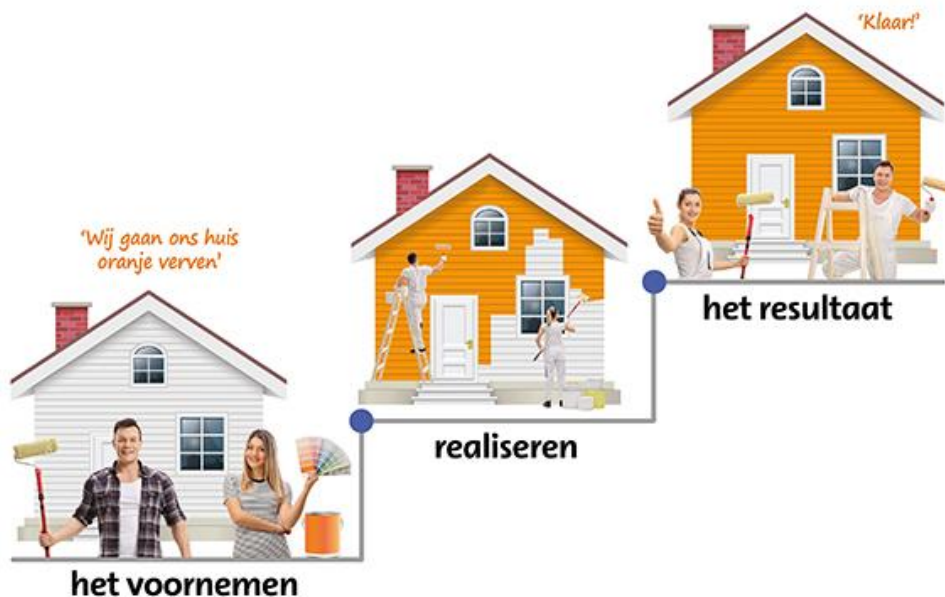 'Wij gaan ons huis
oranje verven'
het voornemen
realiseren
'Klaar!'
het resultaat